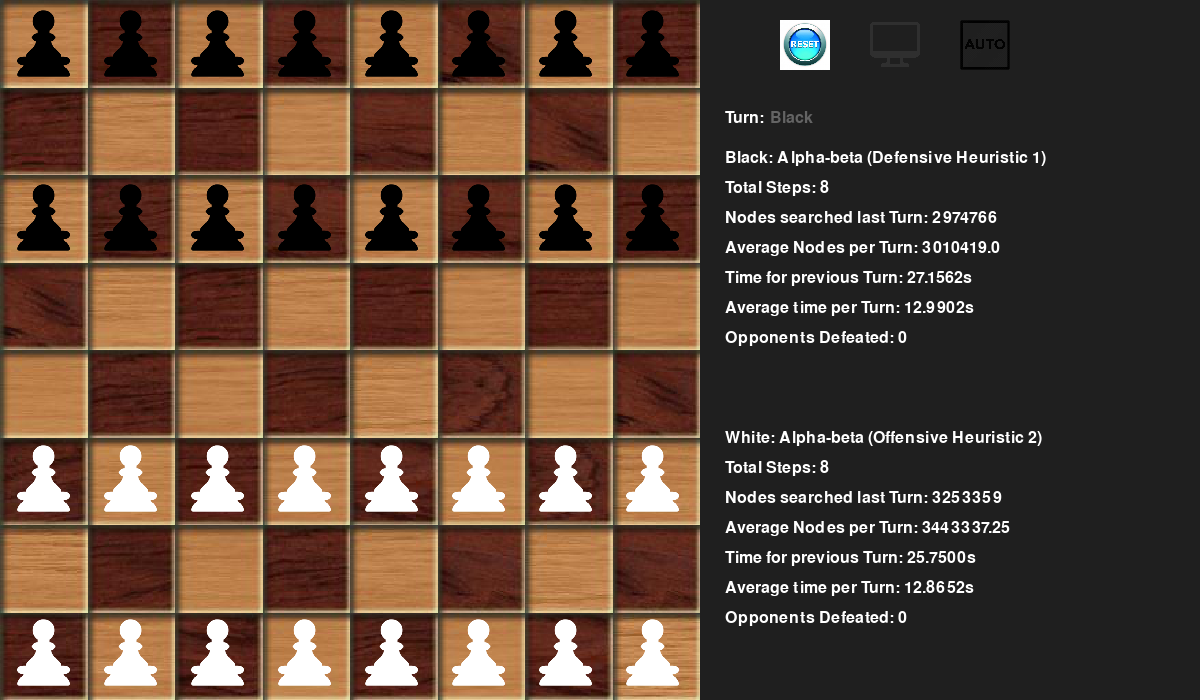 RESET
AUTO
Turn: Black
Black: Alpha-beta (Defensive Heuristic 1)
Total Steps: 8
Nodes searched last Turn: 2974766
Average Nodes per Turn: 3010419.0
Time for previous Turn: 27.1562s
Average time per Turn: 12.9902s
Opponents Defeated: 0
White: Alpha-beta (Offensive Heuristic 2)
Total Steps: 8
Nodes searched last Turn: 3253359
Average Nodes per Turn: 3443337.25
Time for previous Turn: 25.7500s
Average time per Turn: 12.8652s
Opponents Defeated: 0